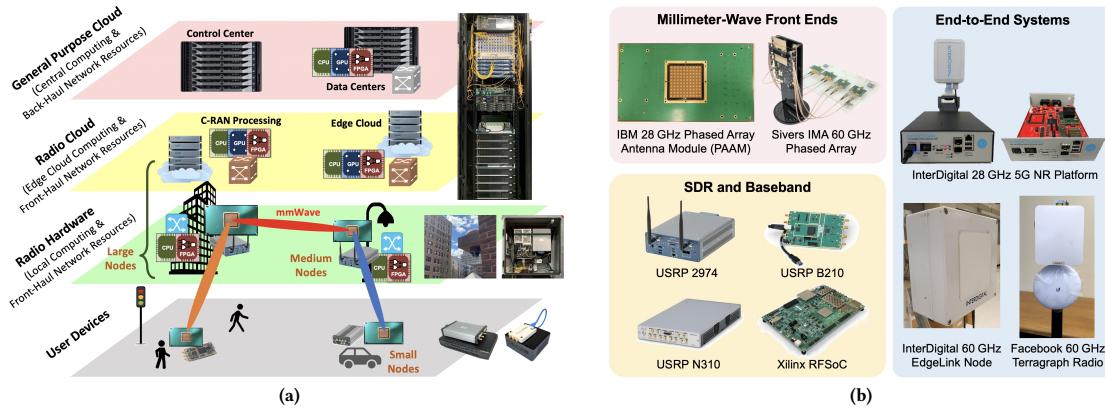 General Purpose Cloud
(Central Computing &
Back-Haul Network Resources)
Control Center
CPU
GPU
FPGA
Data Centers
Radio Cloud
(Edge Cloud Computing &
Front-Haul Network Resources)
C-RAN Processing
CPU
GPU
FPGA
Edge Cloud
CPU
GPU
FPGA
Radio Hardware
(Local Computing &
Front-Haul Network Resources)
Large
Nodes
CPU
FPGA
mmWave
Medium
Nodes
CPU
FPGA
User Devices
Small
Nodes
(a)
Millimeter-Wave Front Ends
IBM 28 GHz Phased Array
Antenna Module (PAAM)
Sivers IMA 60 GHz
Phased Array
SDR and Baseband
USRP 2974
USRP B210
USRP N310
Xilinx RFSoC
End-to-End Systems
InterDigital 28 GHz 5G NR Platform
INTERDIGITAL
InterDigital 60 GHz
EdgeLink Node
Facebook 60 GHz
Terragraph Radio
(b)